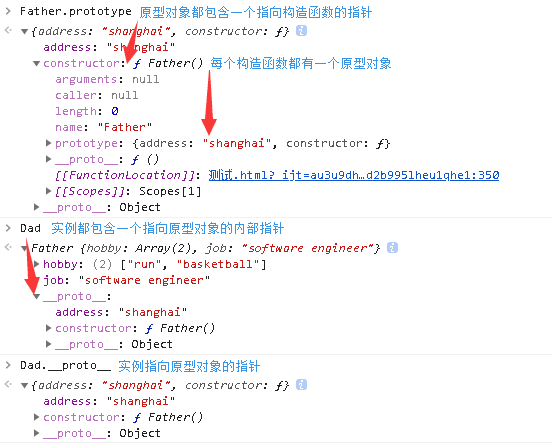 Father.prototype 原型对象都包含一个指向构造函数的指针
{address: "shanghai", constructor: ƒ}
address: "shanghai"
constructor: ƒ Father() 每个构造函数都有一个原型对象
arguments: null
caller: null
length: 0
name: "Father"
prototype: {address: "shanghai", constructor: ƒ}
__proto__: ƒ ()
[[FunctionLocation]]: 测试.html?_ijt=au3u9dh…d2b995lheu1qhe1:350
[[Scopes]]: Scopes[1]
__proto__: Object
Dad 实例都包含一个指向原型对象的内部指针
Father {hobby: Array(2), job: "software engineer"}
hobby: (2) ["run", "basketball"]
job: "software engineer"
__proto__:
address: "shanghai"
constructor: ƒ Father()
__proto__: Object
Dad.__proto__ 实例指向原型对象的指针
{address: "shanghai", constructor: ƒ}
address: "shanghai"
constructor: ƒ Father()
__proto__: Object